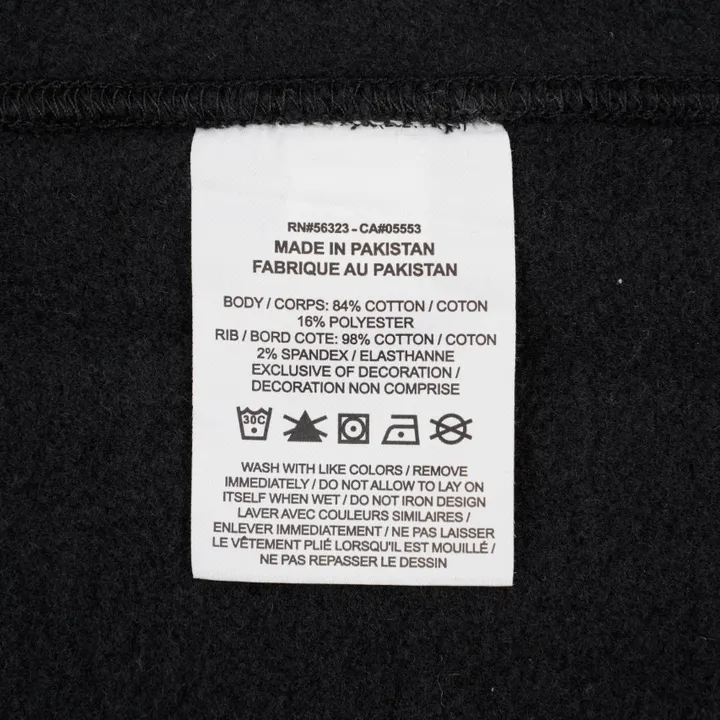 RN#56323 - CA#05553
MADE IN PAKISTAN
FABRIQUE AU PAKISTAN
BODY / CORPS: 84% COTTON / COTON
16% POLYESTER
RIB / BORD COTE: 98% COTTON / COTON
2% SPANDEX / ELASTHANNE
EXCLUSIVE OF DECORATION /
DECORATION NON COMPRISE
30C
WASH WITH LIKE COLORS / REMOVE
IMMEDIATELY / DO NOT ALLOW TO LAY ON
ITSELF WHEN WET / DO NOT IRON DESIGN
LAVER AVEC COULEURS SIMILAIRES /
ENLEVER IMMEDIATEMENT / NE PAS LAISSER
LE VÊTEMENT PLIÉ LORSQU'IL EST MOUILLÉ /
NE PAS REPASSER LE DESSIN